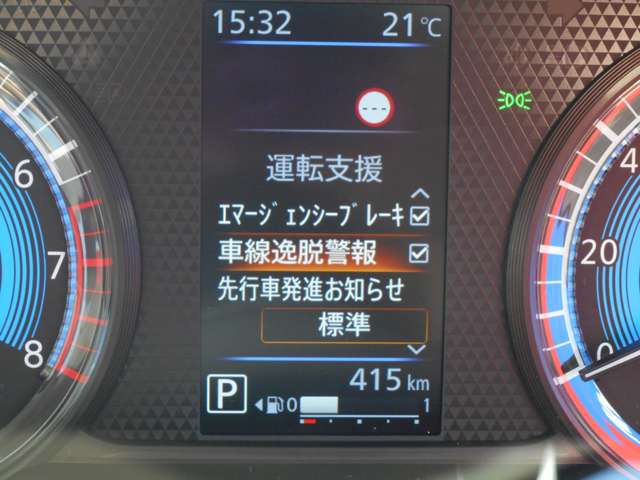 15:32 21℃
---
運転支援
ｴﾏｰｼﾞｪﾝｼｰﾌﾞﾚｰｷ
車線逸脱警報
先行車発進お知らせ
標準
415 km
P 0 1
6
7
8
4
20
0